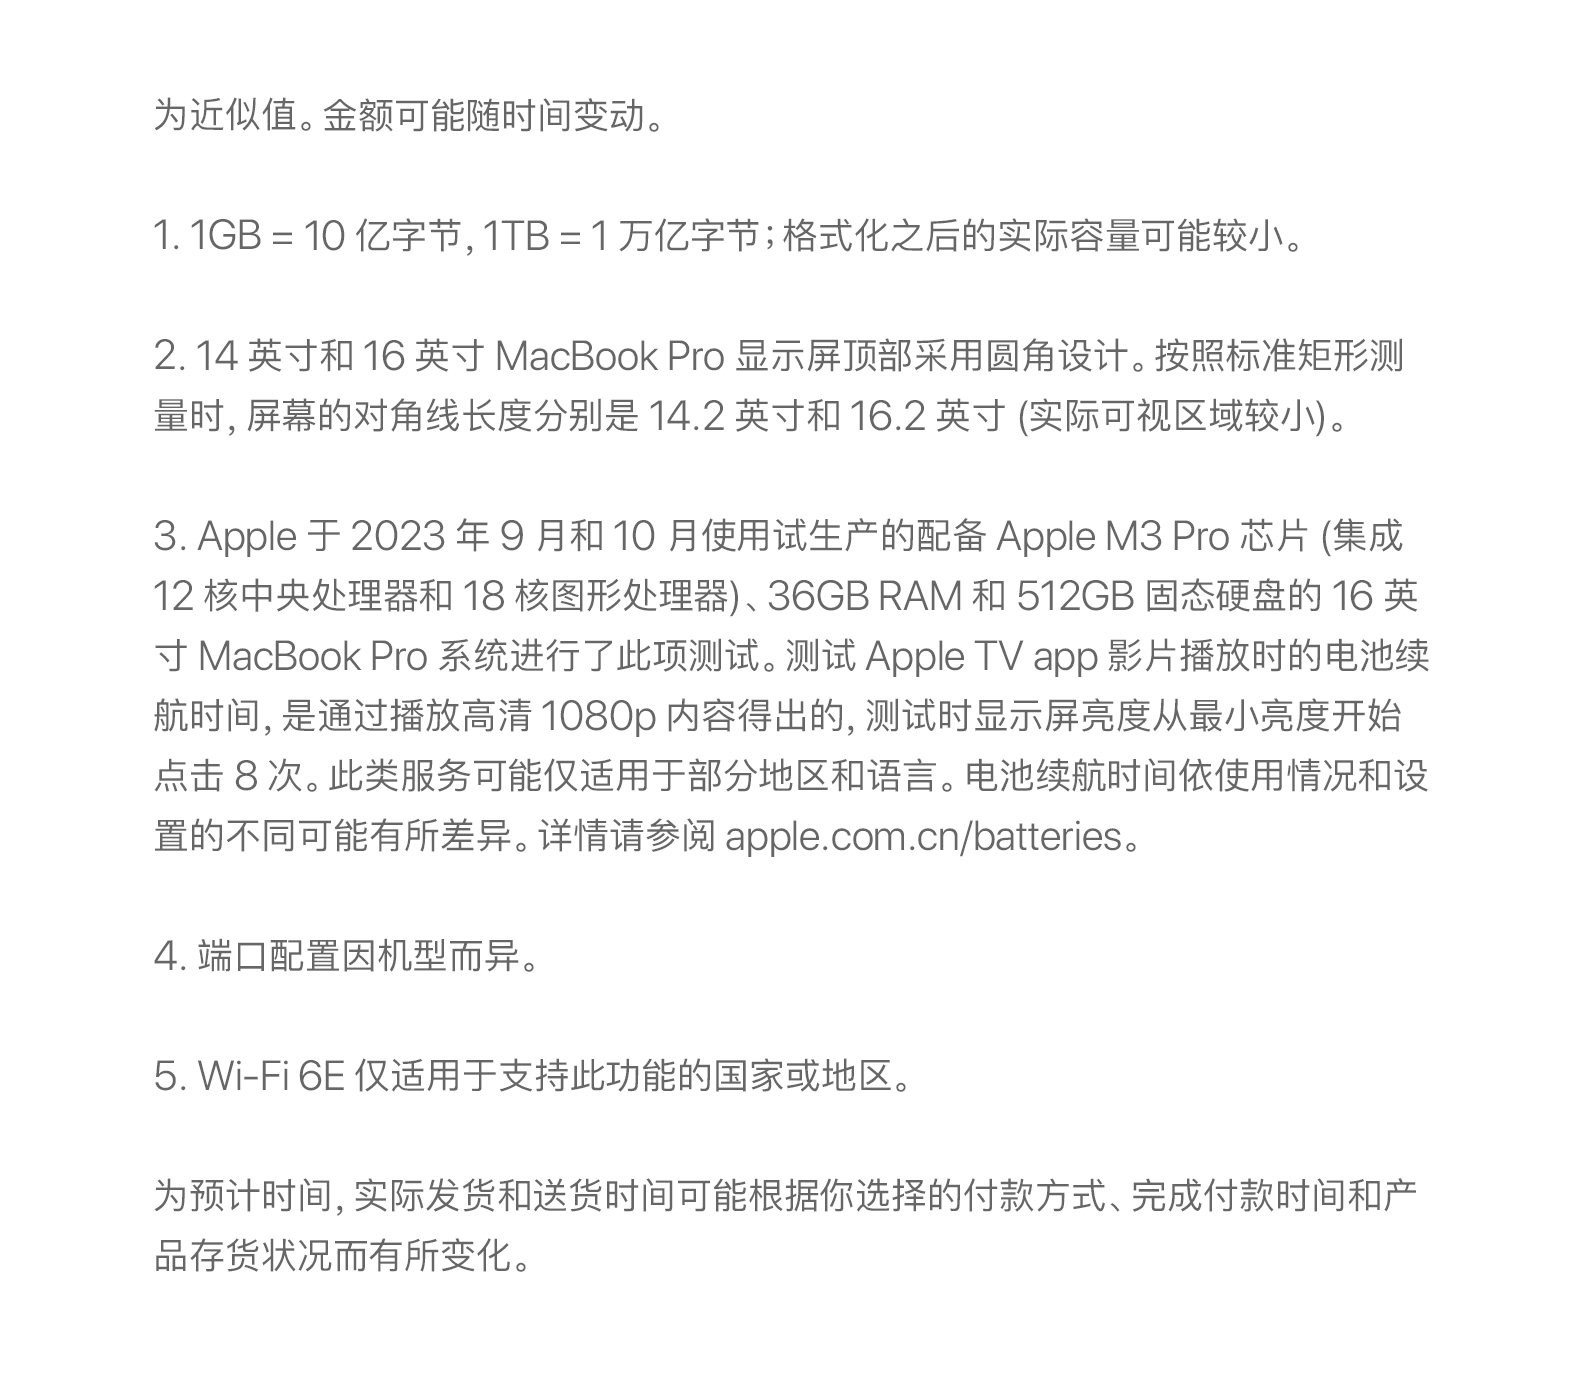 为近似值。金额可能随时间变动。
1. 1GB = 10 亿字节, 1TB = 1 万亿字节；格式化之后的实际容量可能较小。
2. 14 英寸和 16 英寸 MacBook Pro 显示屏顶部采用圆角设计。按照标准矩形测
量时, 屏幕的对角线长度分别是 14.2 英寸和 16.2 英寸 (实际可视区域较小)。
3. Apple 于 2023 年 9 月和 10 月使用试生产的配备 Apple M3 Pro 芯片 (集成
12 核中央处理器和 18 核图形处理器)、36GB RAM 和 512GB 固态硬盘的 16 英
寸 MacBook Pro 系统进行了此项测试。测试 Apple TV app 影片播放时的电池续
航时间, 是通过播放高清 1080p 内容得出的, 测试时显示屏亮度从最小亮度开始
点击 8 次。此类服务可能仅适用于部分地区和语言。电池续航时间依使用情况和设
置的不同可能有所差异。详情请参阅 apple.com.cn/batteries。
4. 端口配置因机型而异。
5. Wi-Fi 6E 仅适用于支持此功能的国家或地区。
为预计时间, 实际发货和送货时间可能根据你选择的付款方式、完成付款时间和产
品存货状况而有所变化。